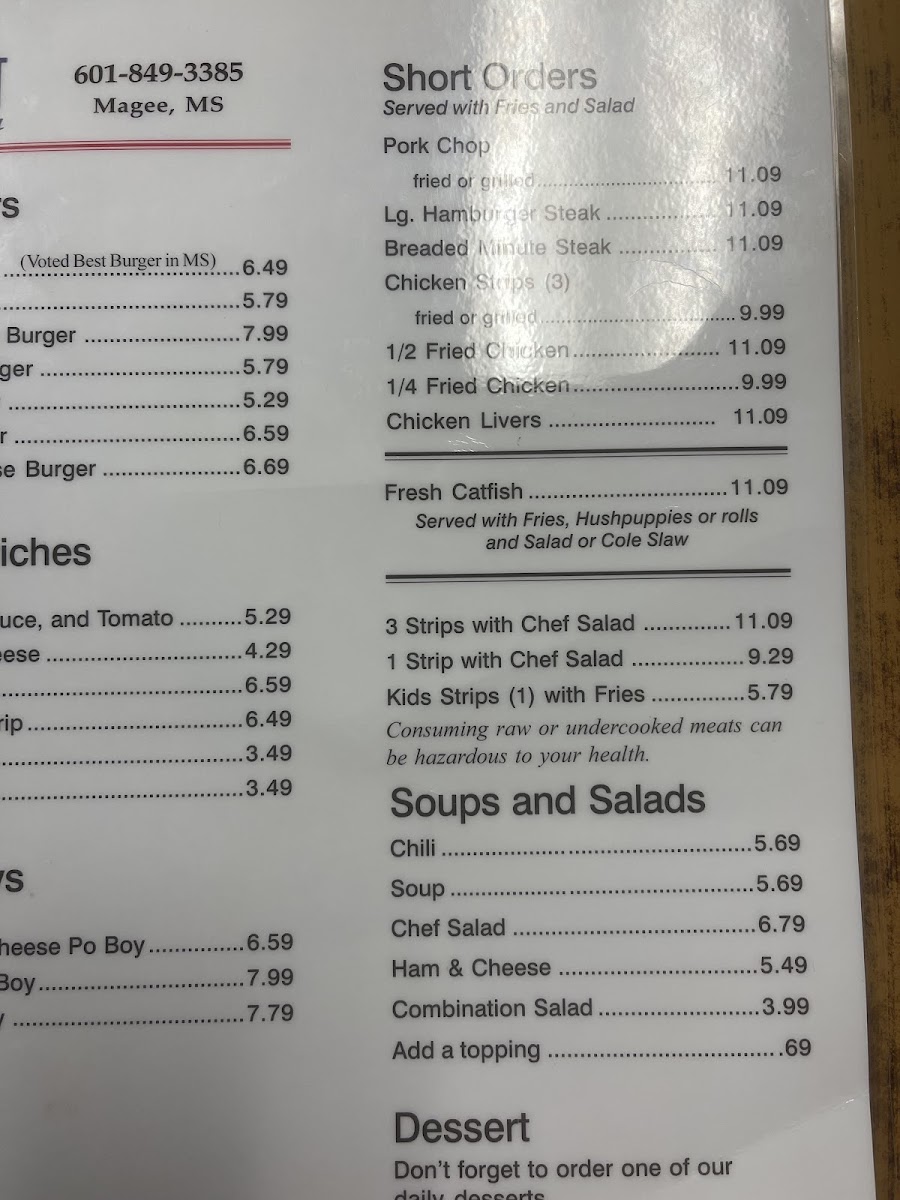 601-849-3385
Magee, MS
(Voted Best Burger in MS)
6.49
5.79
Burger 7.99
5.79
5.29
6.59
Burger 6.69
and Tomato 5.29
4.29
6.59
6.49
3.49
3.49
Po Boy 6.59
Boy 7.99
7.79
Short Orders
Served with Fries and Salad
Pork Chop
fried or grilled 11.09
Lg. Hamburger Steak 11.09
Breaded Minute Steak 11.09
Chicken Strips (3)
fried or grilled 9.99
1/2 Fried Chicken 11.09
1/4 Fried Chicken 9.99
Chicken Livers 11.09
Fresh Catfish 11.09
Served with Fries, Hushpuppies or rolls
and Salad or Cole Slaw
3 Strips with Chef Salad 11.09
1 Strip with Chef Salad 9.29
Kids Strips (1) with Fries 5.79
Consuming raw or undercooked meats can
be hazardous to your health.
Soups and Salads
Chili 5.69
Soup 5.69
Chef Salad 6.79
Ham & Cheese 5.49
Combination Salad 3.99
Add a topping .69
Dessert
Don't forget to order one of our
daily desserts